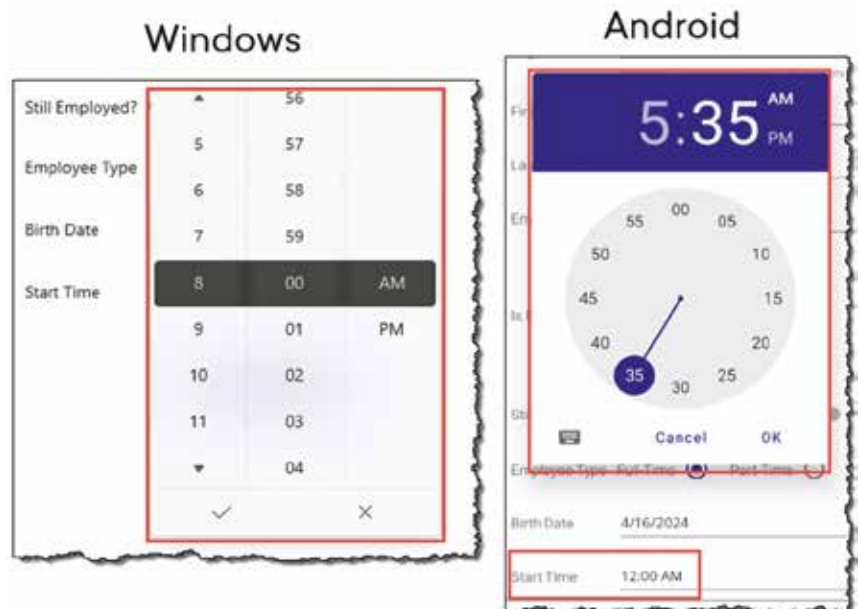 Windows
Still Employed?
Employee Type
Birth Date
Start Time
56
5 57
6 58
7 59
8 00 AM
9 01 PM
10 02
11 03
04
Android
5:35 AM
PM
00
55 05
50 10
45 15
40 20
35 25
30
Cancel OK
Employee Type Full Time Part Time
Birth Date 4/16/2024
Start Time 12:00 AM